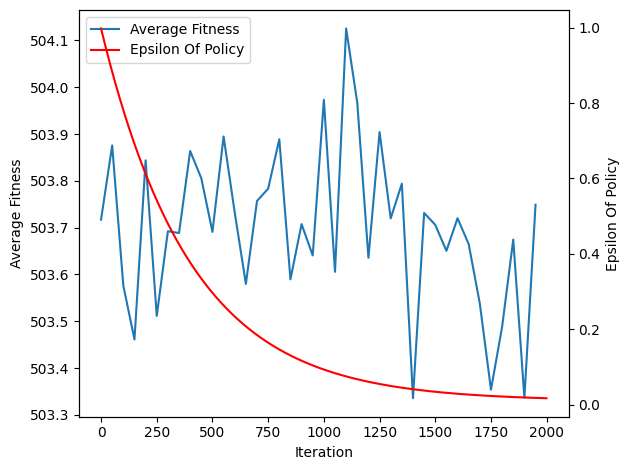 Average Fitness
Epsilon Of Policy
504.1
504.0
503.9
503.8
503.7
503.6
503.5
503.4
503.3
Average Fitness
1.0
0.8
0.6
0.4
0.2
0.0
Epsilon Of Policy
0 250 500 750 1000 1250 1500 1750 2000
Iteration